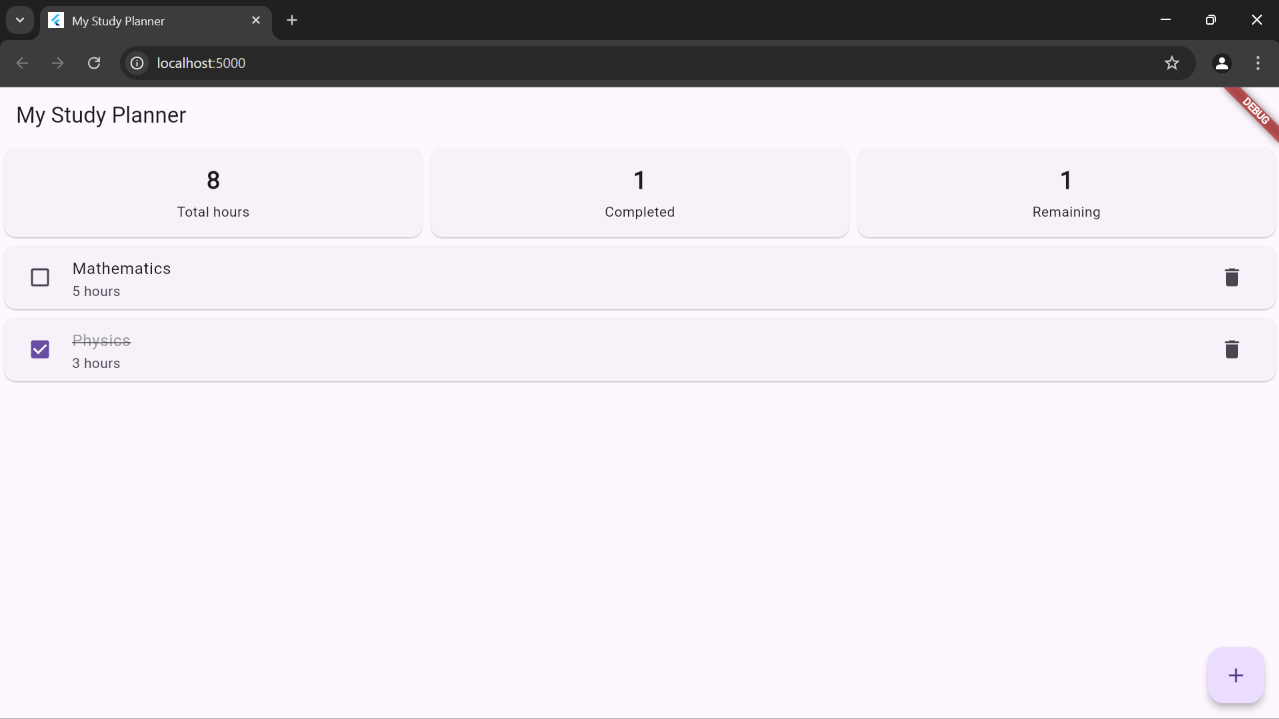 My Study Planner
localhost:5000
My Study Planner
DEBUG
8
Total hours
1
Completed
1
Remaining
Mathematics
5 hours
Physics
3 hours